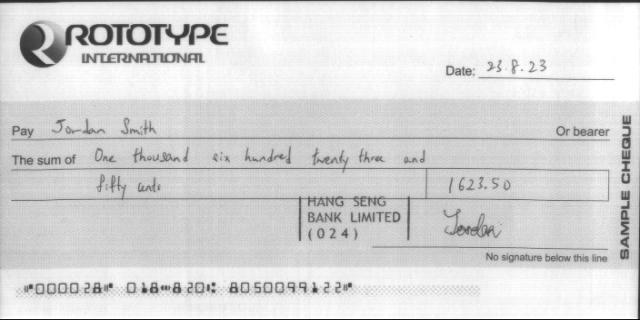 ROTOTYPE
INTERNATIONAL
Date: 23.8.23
Pay Jordan Smith Or bearer
The sum of One thousand six hundred twenty three and
fifty cents 1623.50
HANG SENG
BANK LIMITED
(024)
Jordan
No signature below this line
SAMPLE CHEQUE
⑈000028⑈ 018⑉820⑆ 805009912 2⑈